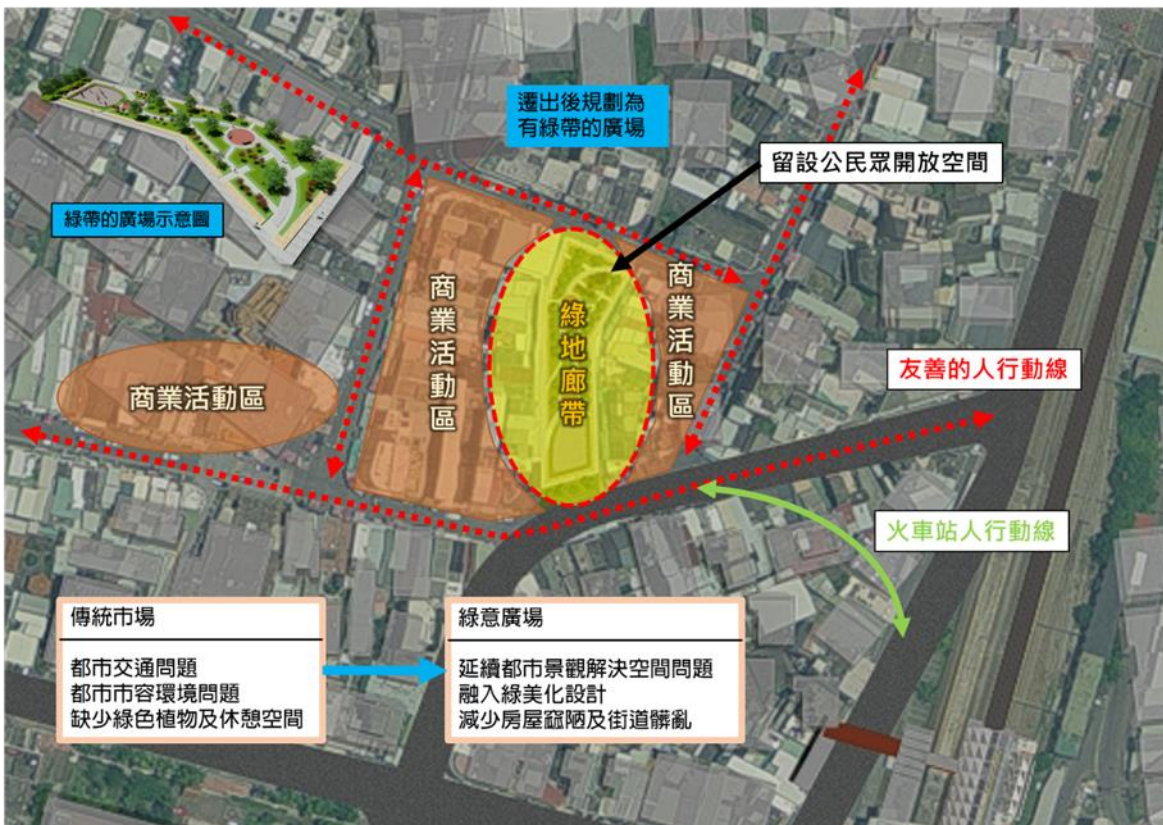 遷出後規劃為
有綠帶的廣場
留設公民眾開放空間
綠帶的廣場示意圖
商業活動區
綠地廊帶
商業活動區
商業活動區
友善的人行動線
火車站人行動線
傳統市場
都市交通問題
都市市容環境問題
缺少綠色植物及休憩空間
綠意廣場
延續都市景觀解決空間問題
融入綠美化設計
減少房屋窳陋及街道髒亂